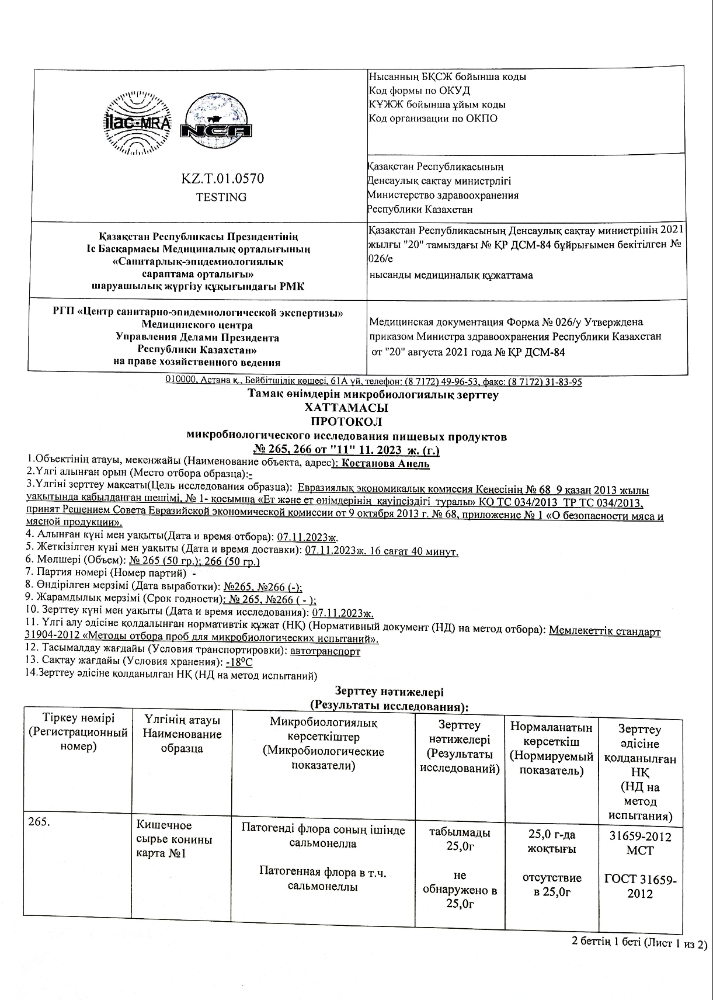 ilac-MRA
NCA
KZ.T.01.0570
TESTING
Нысанның БҚСЖ бойынша коды
Код формы по ОКУД
КҰЖЖ бойынша ұйым коды
Код организации по ОКПО
Қазақстан Республикасының
Денсаулық сақтау министрлігі
Министерство здравоохранения
Республики Казахстан
Қазақстан Республикасы Президентінің
Іс Басқармасы Медициналық орталығының
«Санитарлық-эпидемиологиялық
сараптама орталығы»
шаруашылық жүргізу құқығындағы РМК
Қазақстан Республикасының Денсаулық сақтау министрінің 2021
жылғы "20" тамыздағы № ҚР ДСМ-84 бұйрығымен бекітілген №
026/е
нысанды медициналық құжаттама
РГП «Центр санитарно-эпидемиологической экспертизы»
Медицинского центра
Управления Делами Президента
Республики Казахстан»
на праве хозяйственного ведения
Медицинская документация Форма № 026/у Утверждена
приказом Министра здравоохранения Республики Казахстан
от "20" августа 2021 года № ҚР ДСМ-84
010000, Астана қ., Бейбітшілік көшесі, 61А үй, телефон: (8 7172) 49-96-53, факс: (8 7172) 31-83-95
Тамақ өнімдерін микробиологиялық зерттеу
ХАТТАМАСЫ
ПРОТОКОЛ
микробиологического исследования пищевых продуктов
№ 265, 266 от "11" 11. 2023 ж. (г.)
1.Объектінің атауы, мекенжайы (Наименование объекта, адрес): Костанова Анель
2.Үлгі алынған орын (Место отбора образца):-
3.Үлгіні зерттеу мақсаты(Цель исследования образца): Евразиялық экономикалық комиссия Кеңесінің № 68 9 қазан 2013 жылы
уақытында қабылданған шешімі, № 1- қосымша «Ет және ет өнімдерінің қауіпсіздігі туралы» КО ТС 034/2013 ТР ТС 034/2013,
принят Решением Совета Евразийской экономической комиссии от 9 октября 2013 г. № 68, приложение № 1 «О безопасности мяса и
мясной продукции».
4. Алынған күні мен уақыты(Дата и время отбора): 07.11.2023ж.
5. Жеткізілген күні мен уақыты (Дата и время доставки): 07.11.2023ж. 16 сағат 40 минут.
6. Мөлшері (Объем): № 265 (50 гр.); 266 (50 гр.)
7. Партия номері (Номер партий) -
8. Өндірілген мерзімі (Дата выработки): №265, №266 (-);
9. Жарамдылық мерзімі (Срок годности): № 265, №266 ( - );
10. Зерттеу күні мен уақыты (Дата и время исследования): 07.11.2023ж.
11. Үлгі алу әдісіне қолдалынған нормативтік құжат (НҚ) (Нормативный документ (НД) на метод отбора): Мемлекеттік стандарт
31904-2012 «Методы отбора проб для микробиологических испытаний».
12. Тасымалдау жағдайы (Условия транспортировки): автотранспорт
13. Сақтау жағдайы (Условия хранения): -18⁰С
14.Зерттеу әдісіне қолданылған НҚ (НД на метод испытаний)
Зерттеу нәтижелері
(Результаты исследования):
Тіркеу нөмірі
(Регистрационный
номер)
Үлгінің атауы
Наименование
образца
Микробиологиялық
көрсеткіштер
(Микробиологические
показатели)
Зерттеу
нәтижелері
(Результаты
исследований)
Нормаланатын
көрсеткіш
(Нормируемый
показатель)
Зерттеу
әдісіне
қолданылған
НҚ
(НД на
метод
испытания)
265.
Кишечное
сырье конины
карта №1
Патогенді флора соның ішінде
сальмонелла
Патогенная флора в т.ч.
сальмонеллы
табылмады
25,0г
не
обнаружено в
25,0г
25,0 г-да
жоқтығы
отсутствие
в 25,0г
31659-2012
МСТ
ГОСТ 31659-
2012
2 беттің 1 беті (Лист 1 из 2)